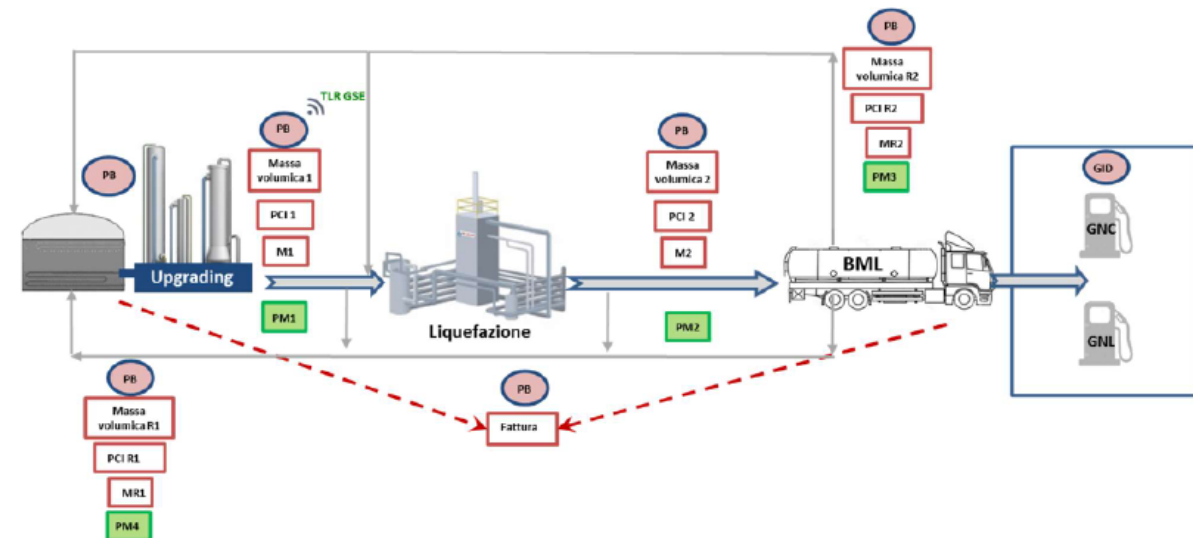 PB
Massa
volumica R2
PCI R2
MR2
PM3
TLR GSE
PB
Massa
volumica 1
PCI 1
M1
PM1
PB
Massa
volumica 2
PCI 2
M2
PM2
PB
Upgrading
Liquefazione
BML
GID
GNC
GNL
PB
Massa
volumica R1
PCI R1
MR1
PM4
PB
Fattura